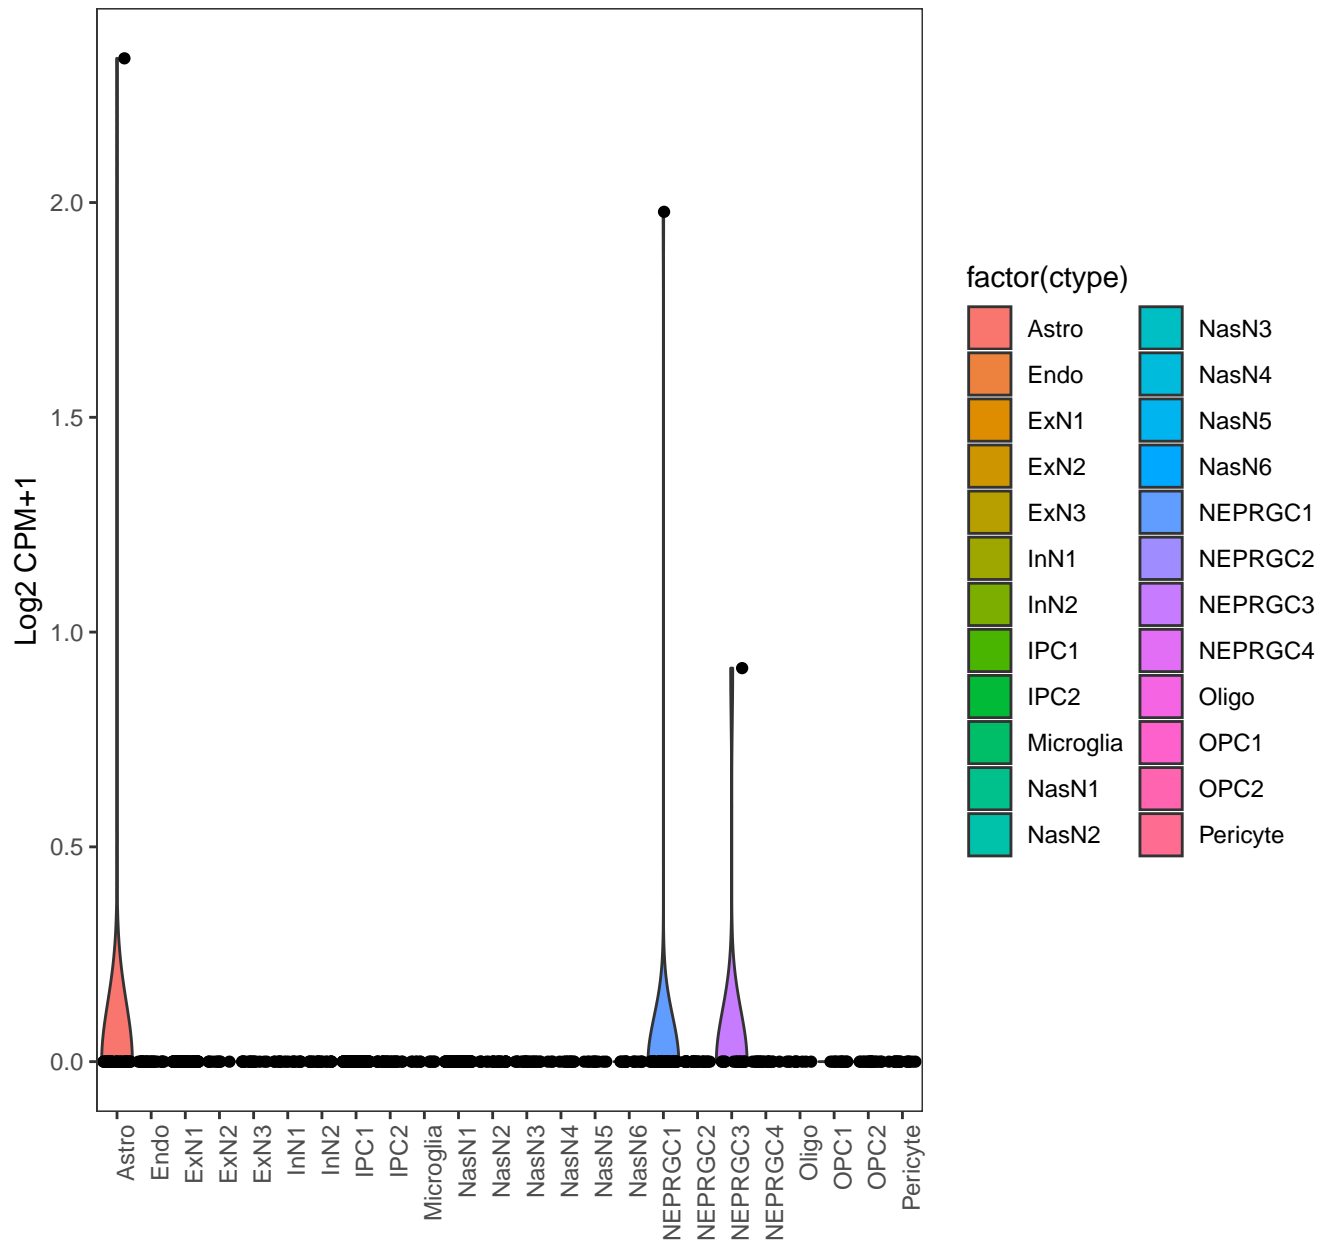 Log2 CPM+1
2.0
1.5
1.0
0.5
0.0
Astro
Endo
ExN1
ExN2
ExN3
InN1
InN2
IPC1
IPC2
Microglia
NasN1
NasN2
NasN3
NasN4
NasN5
NasN6
NEPRGC1
NEPRGC2
NEPRGC3
NEPRGC4
Oligo
OPC1
OPC2
Pericyte
factor(ctype)
Astro
Endo
ExN1
ExN2
ExN3
InN1
InN2
IPC1
IPC2
Microglia
NasN1
NasN2
NasN3
NasN4
NasN5
NasN6
NEPRGC1
NEPRGC2
NEPRGC3
NEPRGC4
Oligo
OPC1
OPC2
Pericyte